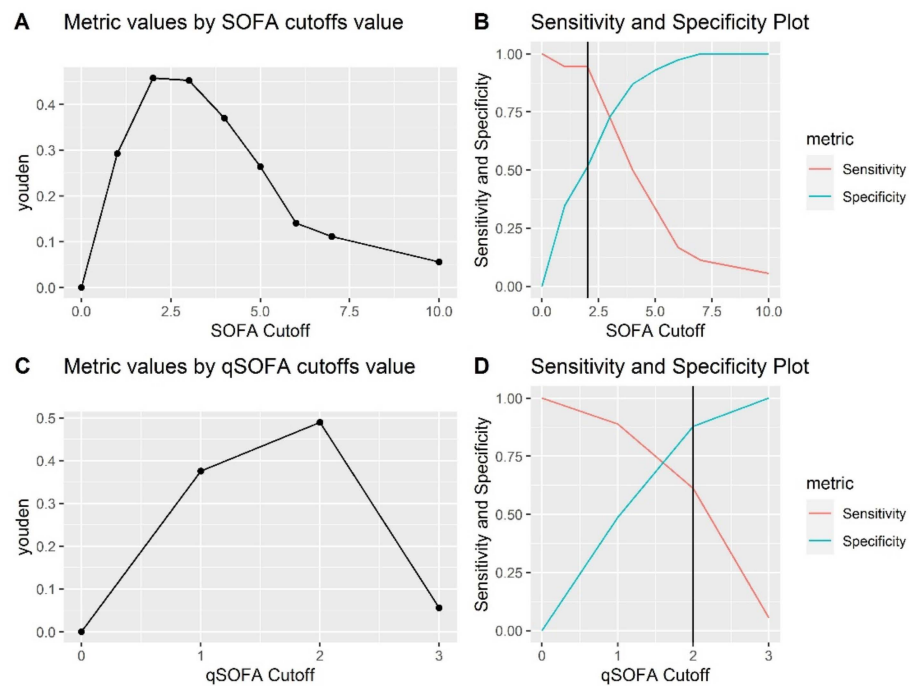 A Metric values by SOFA cutoffs value
0.4
0.3
0.2
0.1
0.0
youden
0.0 2.5 5.0 7.5 10.0
SOFA Cutoff
B Sensitivity and Specificity Plot
1.00
0.75
0.50
0.25
0.00
Sensitivity and Specificity
0.0 2.5 5.0 7.5 10.0
SOFA Cutoff
metric
Sensitivity
Specificity
C Metric values by qSOFA cutoffs value
0.5
0.4
0.3
0.2
0.1
0.0
youden
0 1 2 3
qSOFA Cutoff
D Sensitivity and Specificity Plot
1.00
0.75
0.50
0.25
0.00
Sensitivity and Specificity
0 1 2 3
qSOFA Cutoff
metric
Sensitivity
Specificity